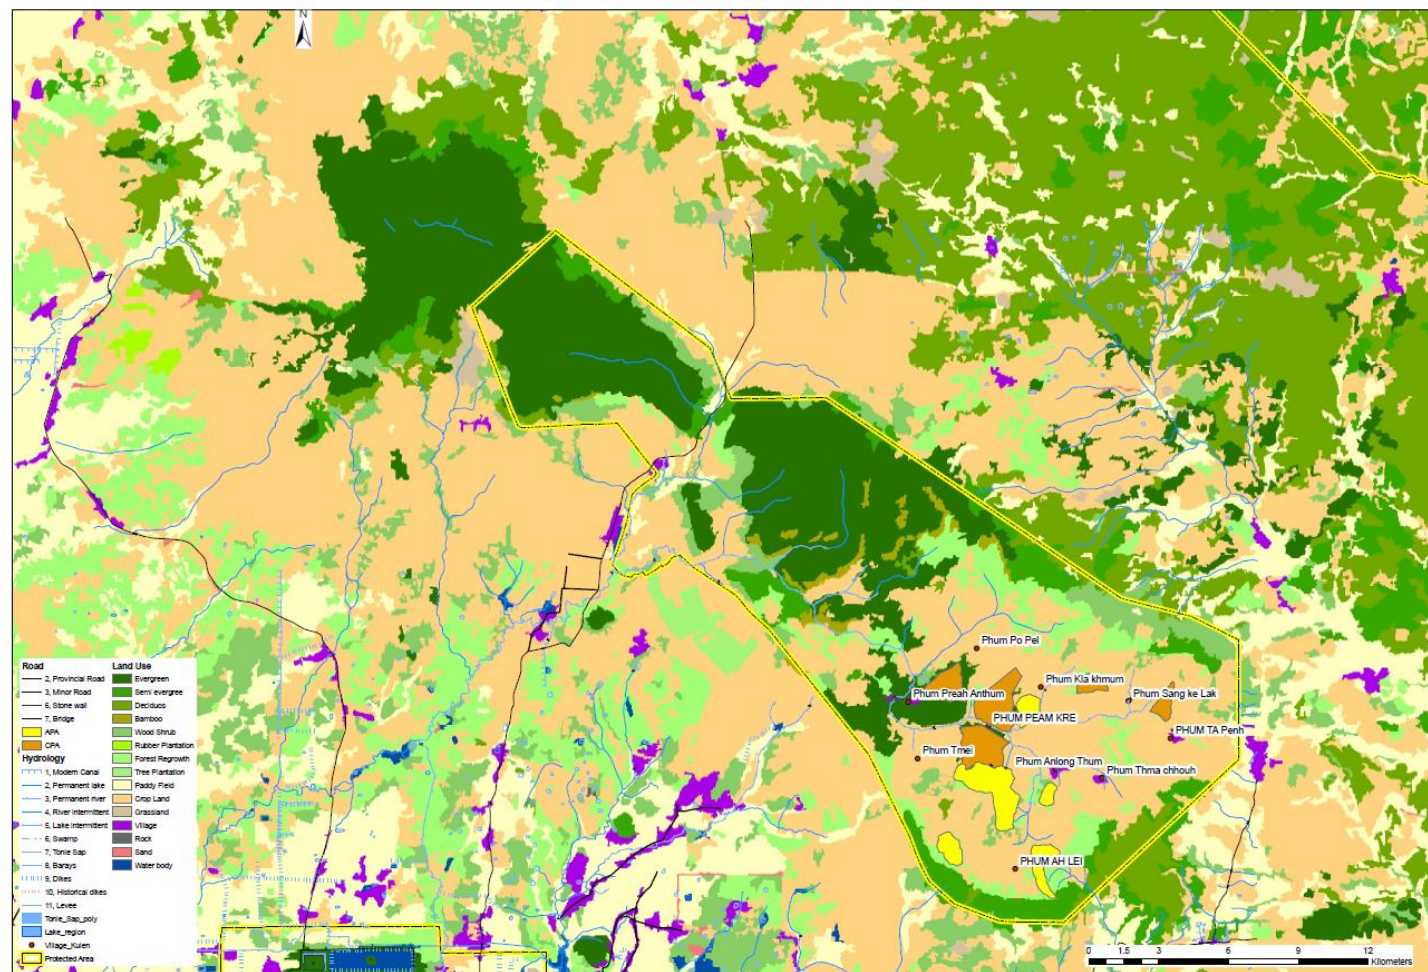 N
Phum Po Pel
Phum Kla khmum
Phum Preah Anthum
Phum Sang ke Lak
PHUM PEAM KRE
PHUM TA Penh
Phum Tmei
Phum Anlong Thum
Phum Thma chhouh
PHUM AH LEI
Road
2, Provincial Road
3, Minor Road
6, Stone wall
7, Bridge
APA
CPA
Hydrology
1, Modern Canal
2, Permanent lake
3, Permanent river
4, River Intermittent
5, Lake Intermittent
6, Swamp
7, Tonle Sap
8, Barays
9, Dikes
10, Historical dikes
11, Levee
Tonle_Sap_poly
Lake_region
Village_Kulen
Protected Area
Land Use
Evergreen
Semi evergree
Deciduos
Bamboo
Wood Shrub
Rubber Plantation
Forest Regrowth
Tree Plantation
Paddy Field
Crop Land
Grassland
Village
Rock
Sand
Water body
0 1.5 3 6 9 12
Kilometers